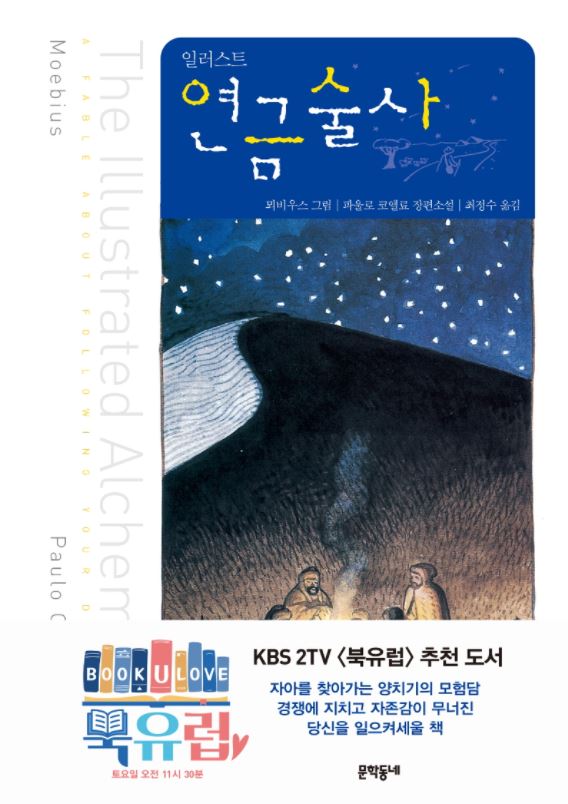 일러스트
연금술사
뫼비우스 그림 | 파울로 코엘료 장편소설 | 최정수 옮김
The Illustrated Alchem
A FABLE ABOUT FOLLOWING YOUR D
Moebius
Paulo C
BOOK U LOVE
북유럽
토요일 오전 11시 30분
KBS 2TV 〈북유럽〉 추천 도서
자아를 찾아가는 양치기의 모험담
경쟁에 지치고 자존감이 무너진
당신을 일으켜세울 책
문학동네